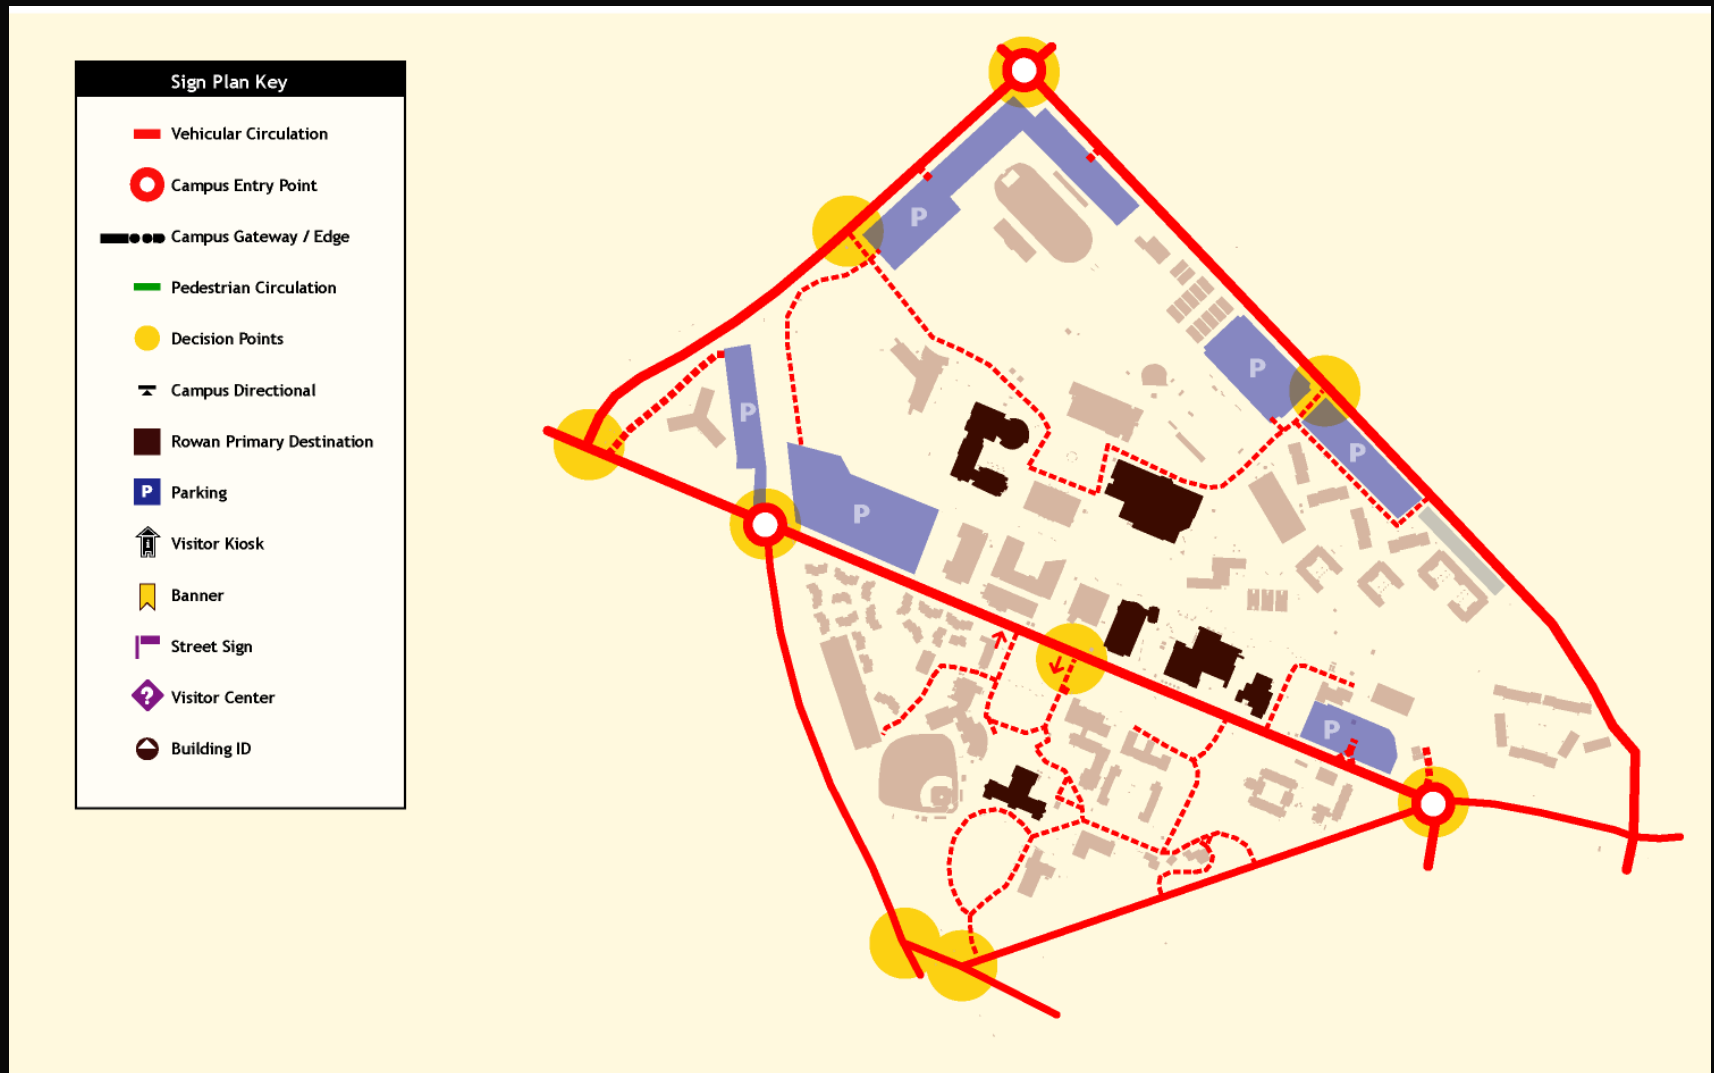 Sign Plan Key
Vehicular Circulation
Campus Entry Point
Campus Gateway / Edge
Pedestrian Circulation
Decision Points
Campus Directional
Rowan Primary Destination
P Parking
Visitor Kiosk
Banner
Street Sign
? Visitor Center
Building ID
P
P
P
P
P
P